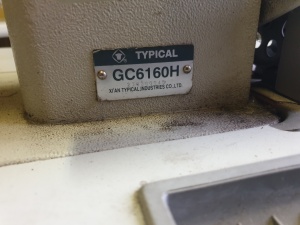 TYPICAL
GC6160H
XI'AN TYPICAL INDUSTRIES CO.,LTD.